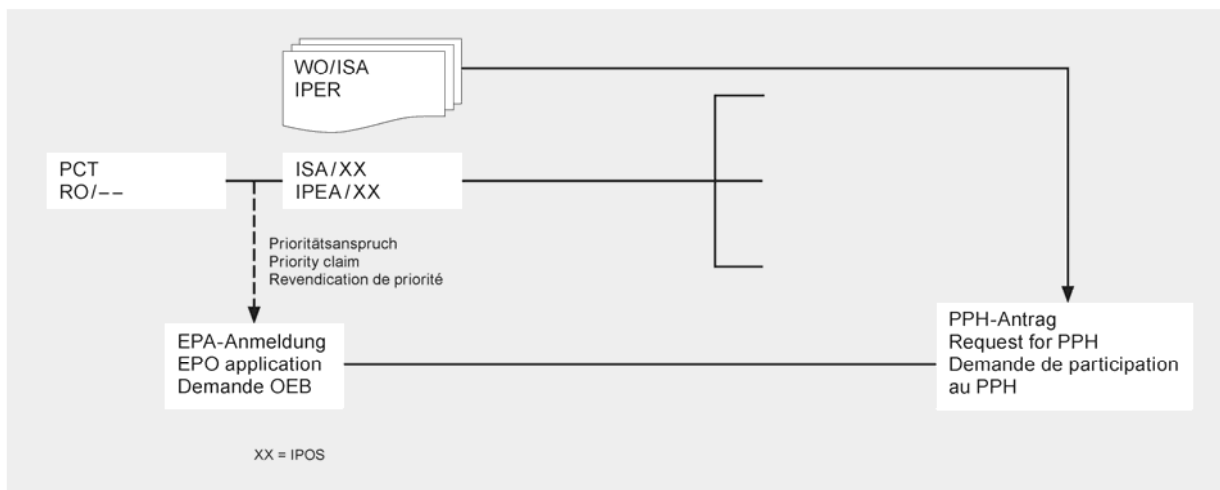 WO/ISA
IPER
PCT
RO/--
ISA/XX
IPEA/XX
Prioritätsanspruch
Priority claim
Revendication de priorité
EPA-Anmeldung
EPO application
Demande OEB
PPH-Antrag
Request for PPH
Demande de participation
au PPH
XX = IPOS